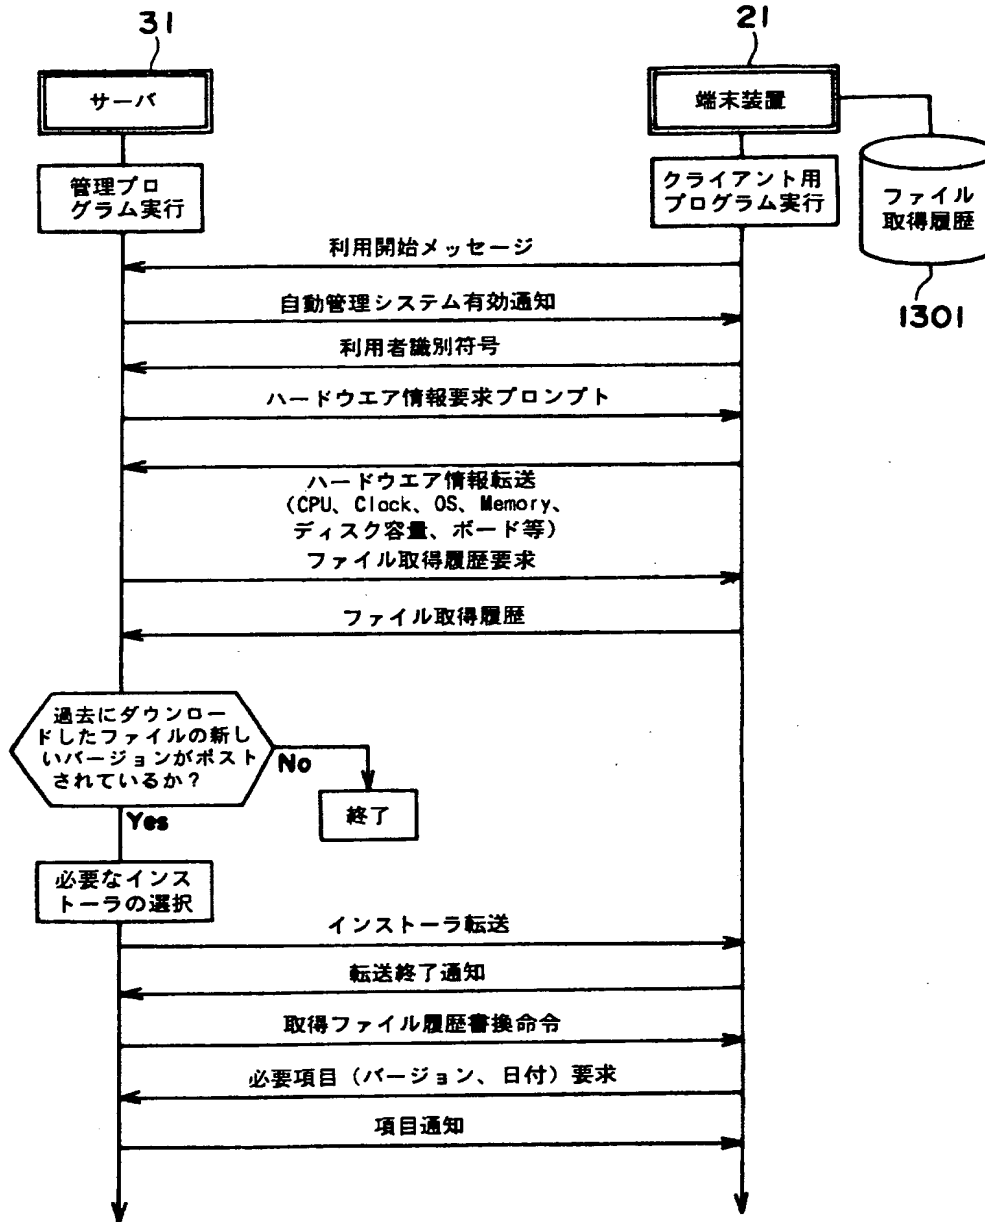 31
21
サーバ
端末装置
管理プロ
グラム実行
クライアント用
プログラム実行
ファイル
取得履歴
1301
利用開始メッセージ
自動管理システム有効通知
利用者識別符号
ハードウエア情報要求プロンプト
ハードウエア情報転送
(CPU、Clock、OS、Memory、
ディスク容量、ボード等)
ファイル取得履歴要求
ファイル取得履歴
過去にダウンロー
ドしたファイルの新し
いバージョンがポスト
されているか?
No
終了
Yes
必要なインス
トーラの選択
インストーラ転送
転送終了通知
取得ファイル履歴書換命令
必要項目(バージョン、日付)要求
項目通知